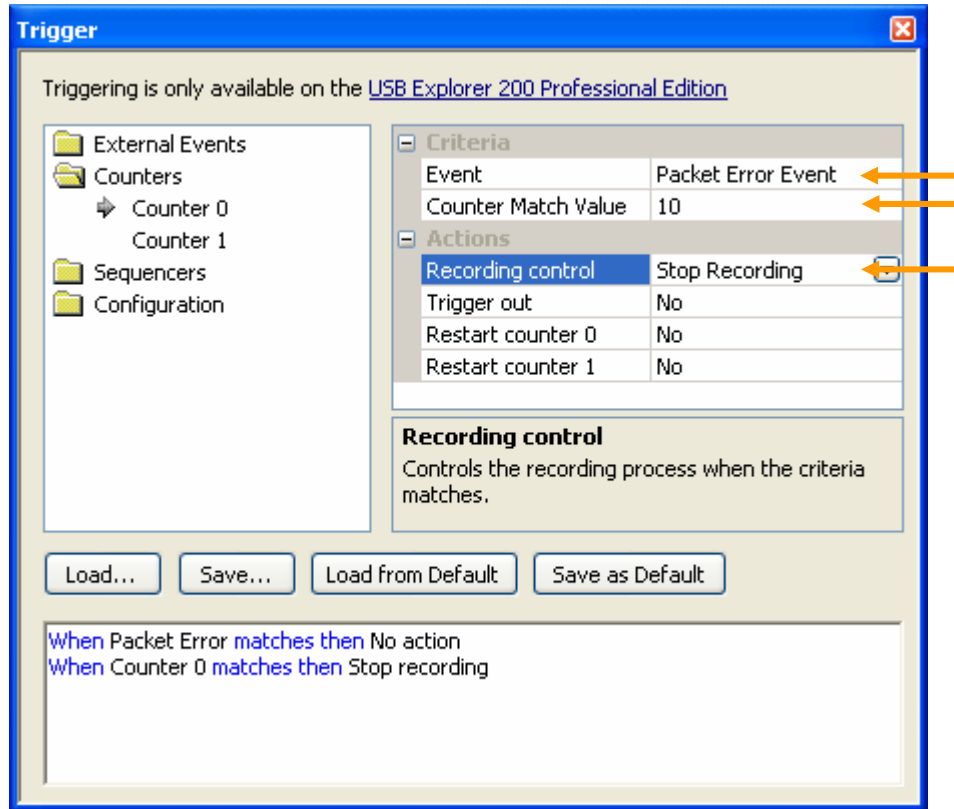 Trigger
Triggering is only available on the USB Explorer 200 Professional Edition
External Events
Counters
Counter 0
Counter 1
Sequencers
Configuration
Criteria
Event Packet Error Event
Counter Match Value 10
Actions
Recording control Stop Recording
Trigger out No
Restart counter 0 No
Restart counter 1 No
Recording control
Controls the recording process when the criteria
matches.
Load... Save... Load from Default Save as Default
When Packet Error matches then No action
When Counter 0 matches then Stop recording